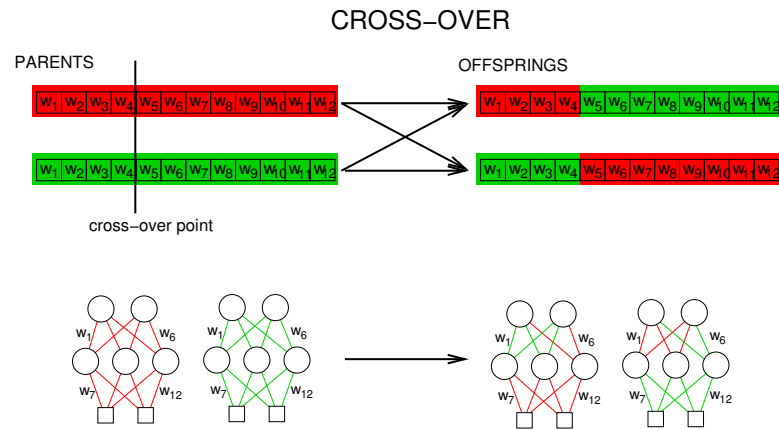 CROSS−OVER
PARENTS
OFFSPRINGS
w1 w2 w3 w4 w5 w6 w7 w8 w9 w10 w11 w12
w1 w2 w3 w4 w5 w6 w7 w8 w9 w10 w11 w12
w1 w2 w3 w4 w5 w6 w7 w8 w9 w10 w11 w12
w1 w2 w3 w4 w5 w6 w7 w8 w9 w10 w11 w12
cross−over point
w1 w6 w1 w6 w1 w6 w1 w6
w7 w12 w7 w12 w7 w12 w7 w12